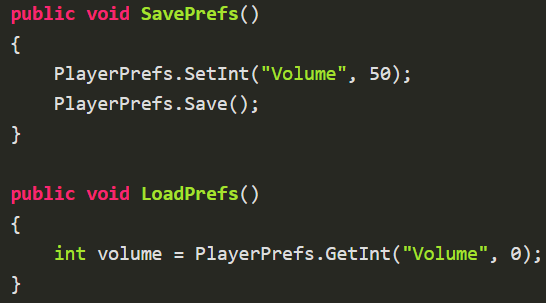 public void SavePrefs()
{
    PlayerPrefs.SetInt("Volume", 50);
    PlayerPrefs.Save();
}

public void LoadPrefs()
{
    int volume = PlayerPrefs.GetInt("Volume", 0);
}